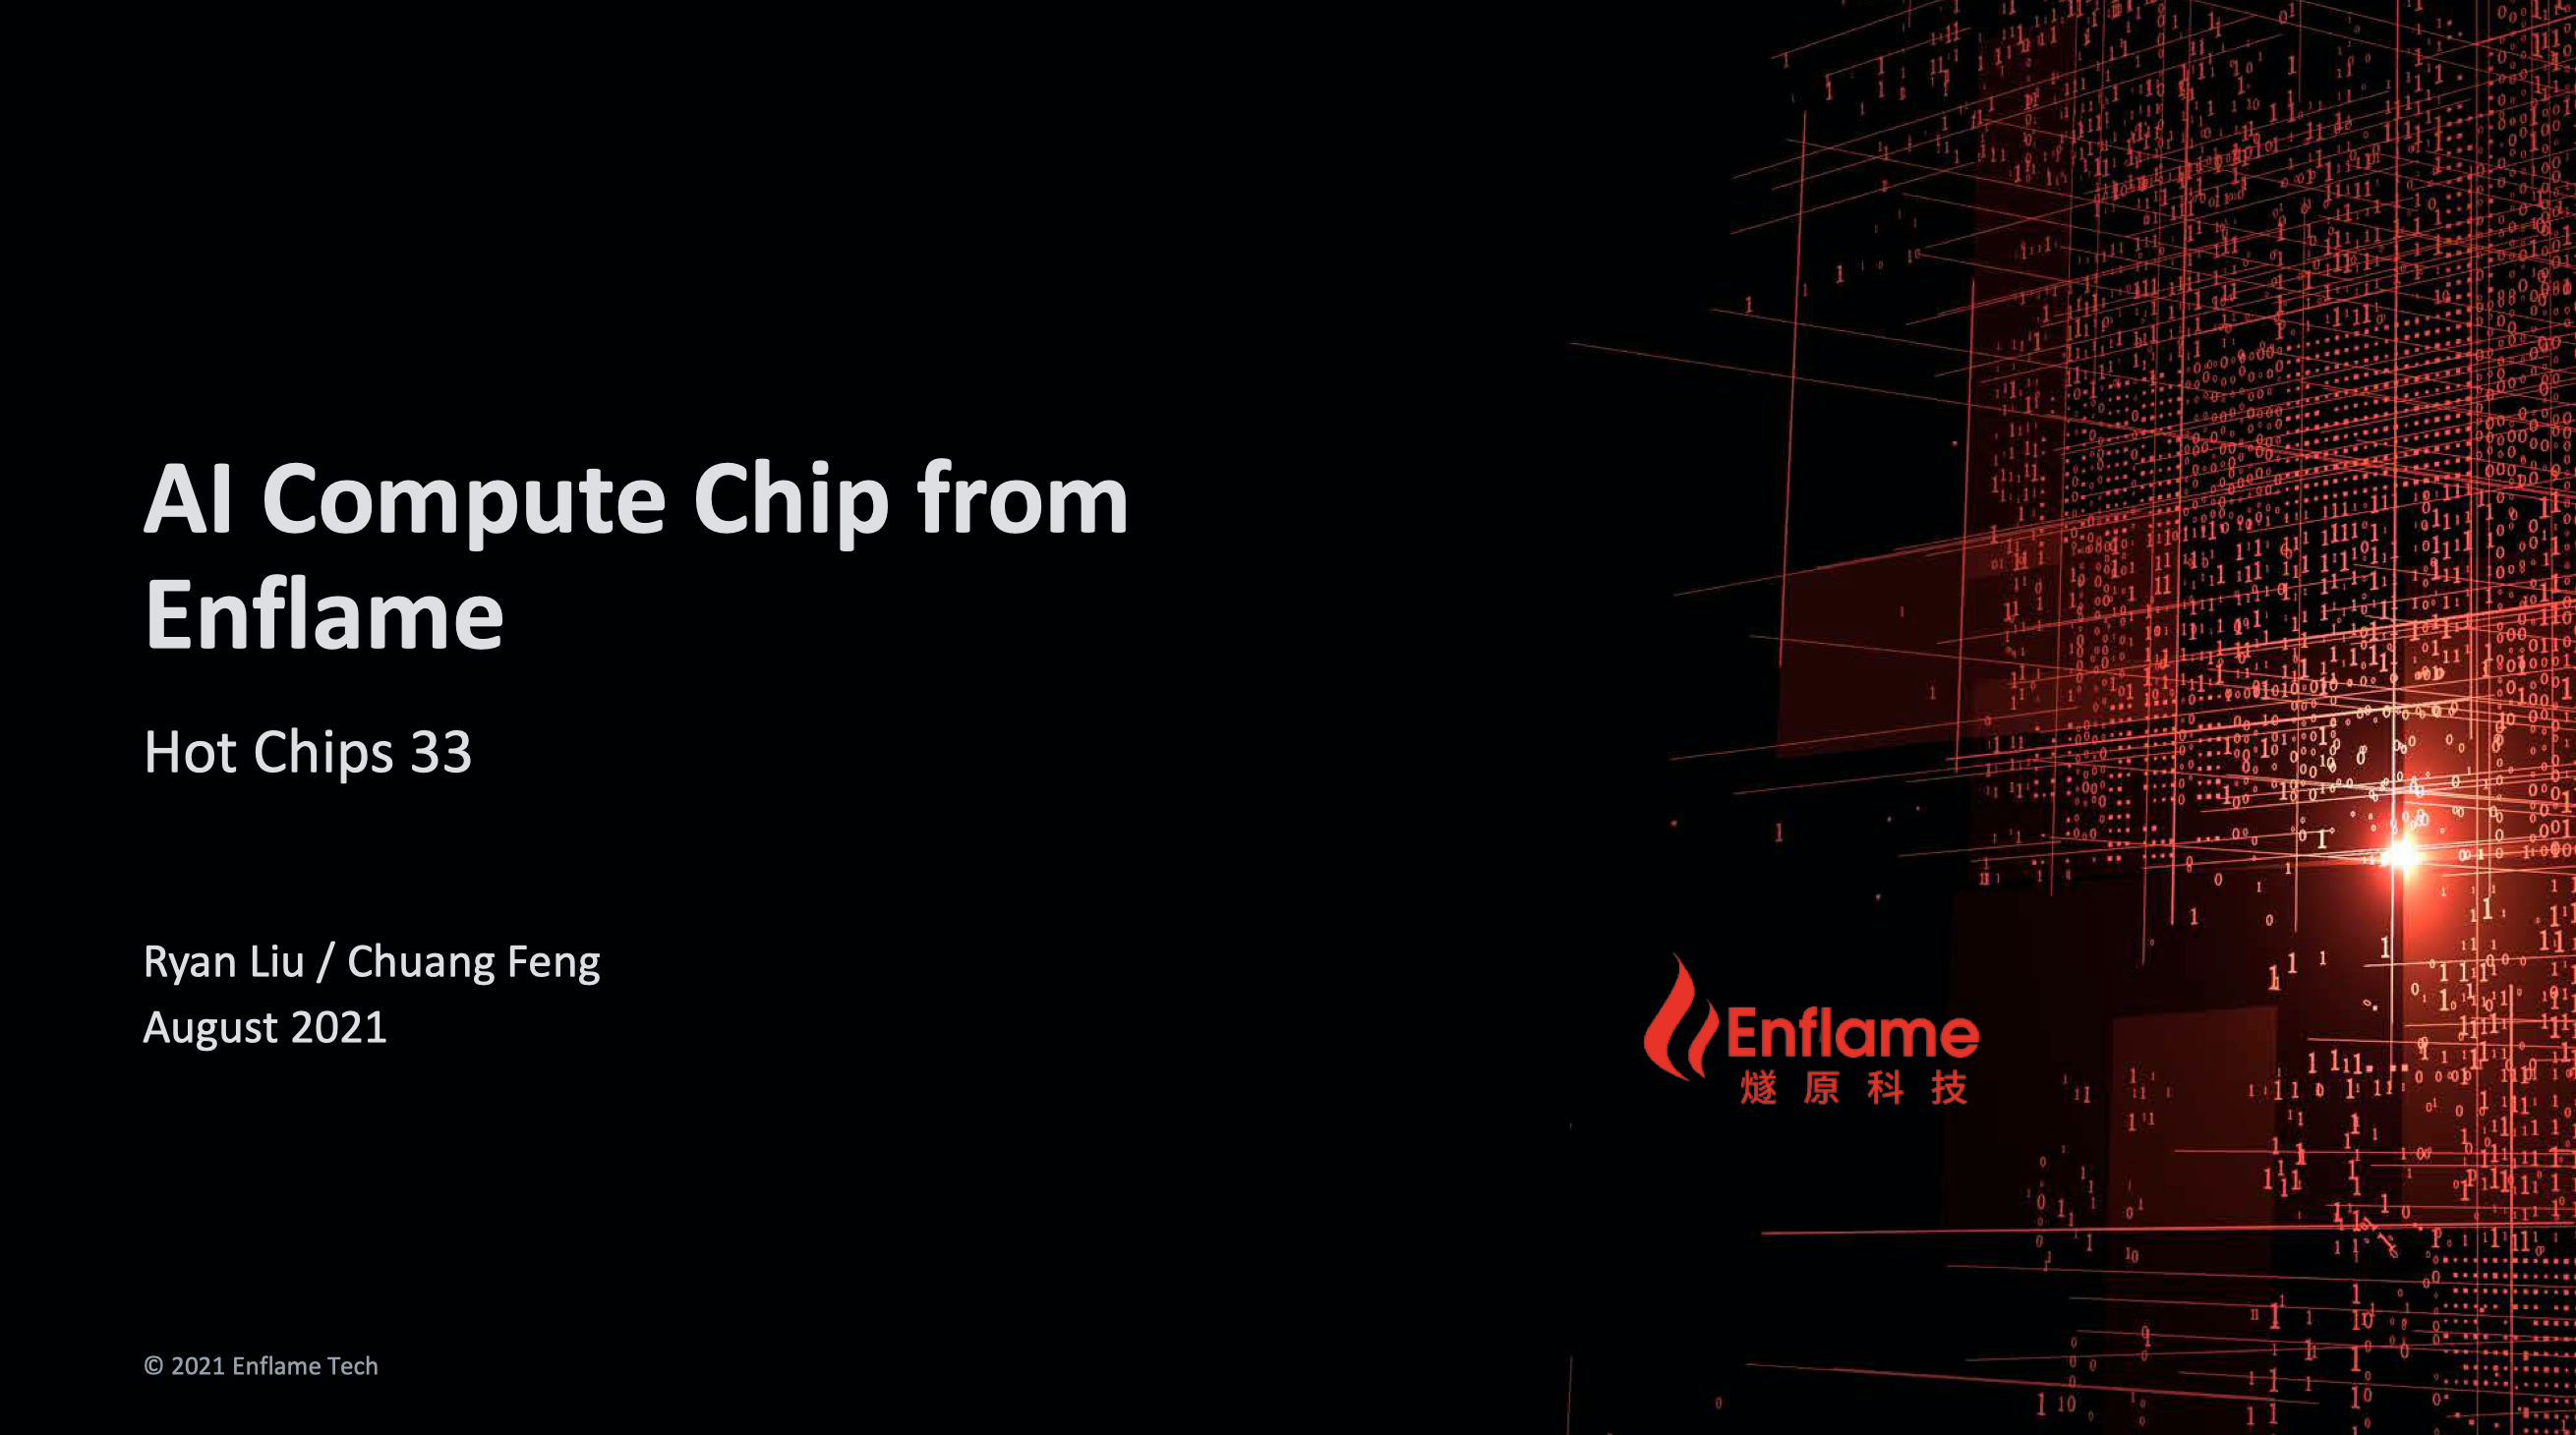 AI Compute Chip from
Enflame
Hot Chips 33
Ryan Liu / Chuang Feng
August 2021
Enflame
燧原科技
© 2021 Enflame Tech